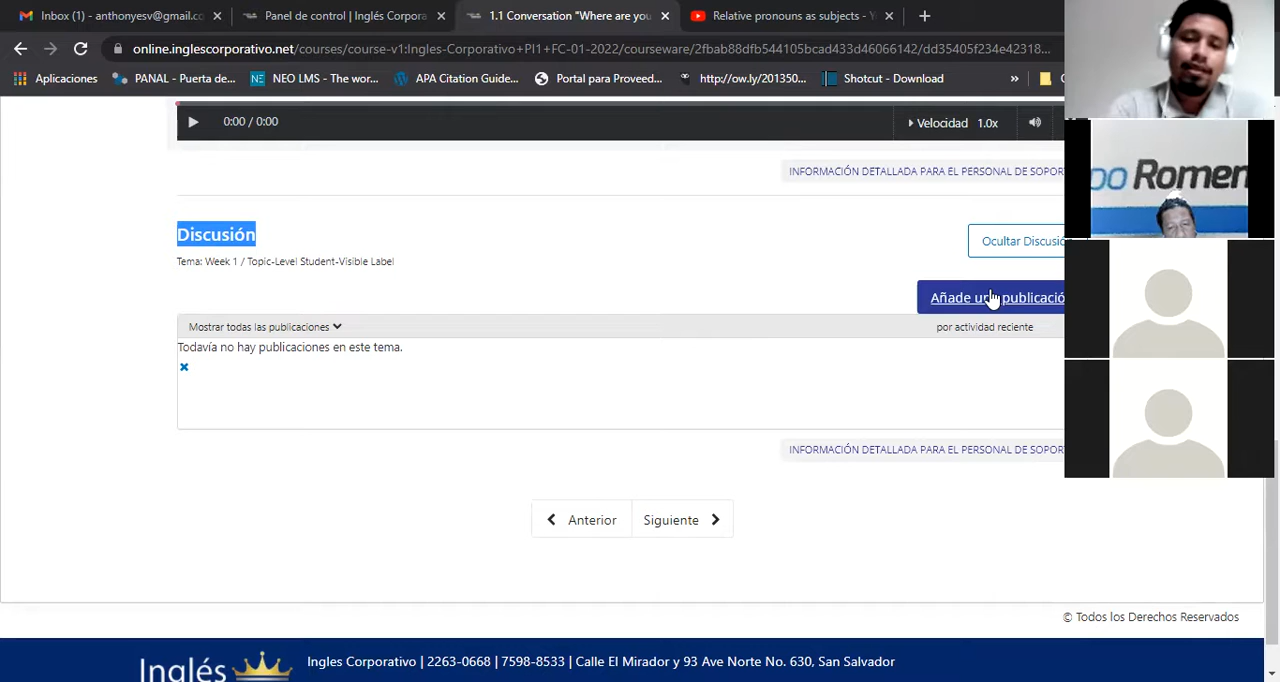 Inbox (1) - anthonyesv@gmail.co
Panel de control | Inglés Corpora
1.1 Conversation "Where are you
Relative pronouns as subjects - Y
online.inglescorporativo.net/courses/course-v1:Ingles-Corporativo+PI1+FC-01-2022/courseware/2fbab88dfb544105bcad433d46066142/dd35405f234e42318...
Aplicaciones
PANAL - Puerta de...
NEO LMS - The wor...
APA Citation Guide...
Portal para Proveed...
http://ow.ly/201350...
Shotcut - Download
»
0:00 / 0:00
Velocidad 1.0x
INFORMACIÓN DETALLADA PARA EL PERSONAL DE SOPOR
Romen
Discusión
Ocultar Discusió
Tema: Week 1 / Topic-Level Student-Visible Label
Añade un publicació
Mostrar todas las publicaciones
por actividad reciente
Todavía no hay publicaciones en este tema.
INFORMACIÓN DETALLADA PARA EL PERSONAL DE SOPOR
Anterior
Siguiente
© Todos los Derechos Reservados
Inglés
Ingles Corporativo | 2263-0668 | 7598-8533 | Calle El Mirador y 93 Ave Norte No. 630, San Salvador